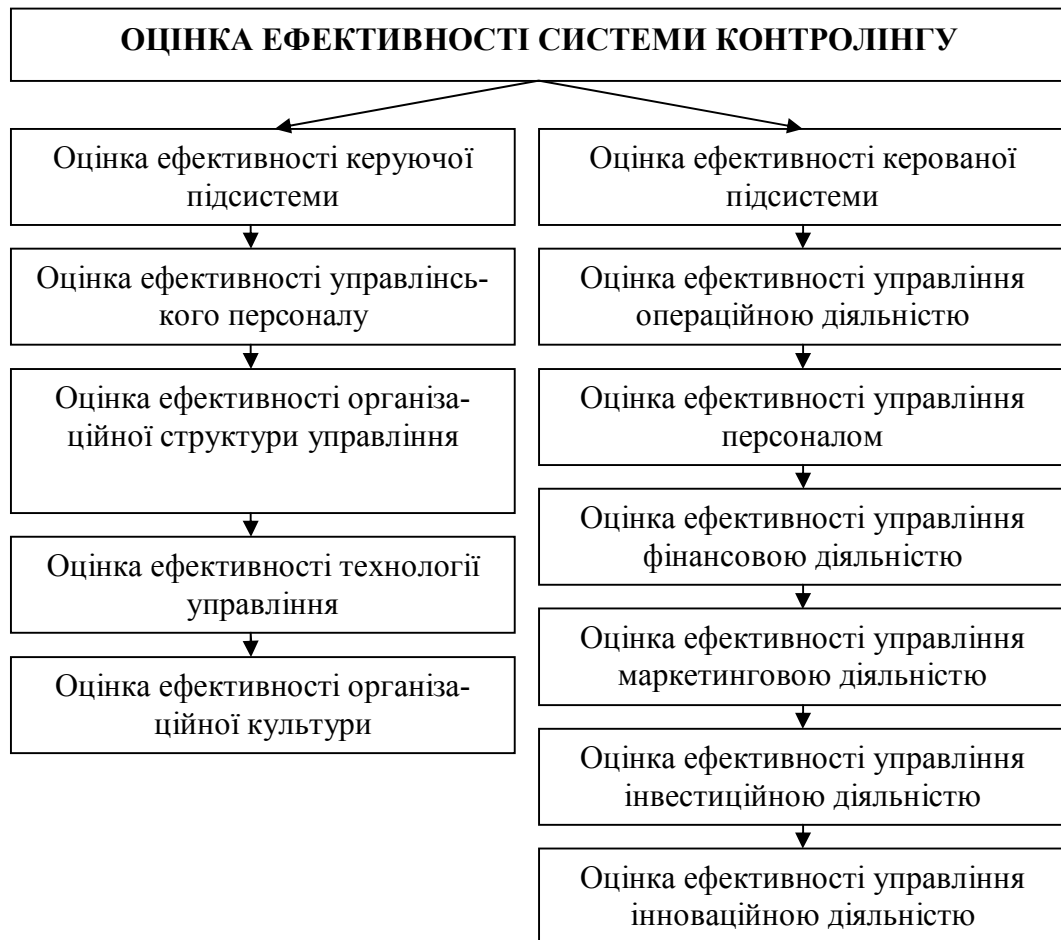 ОЦІНКА ЕФЕКТИВНОСТІ СИСТЕМИ КОНТРОЛІНГУ
Оцінка ефективності керуючої
підсистеми
Оцінка ефективності управлінсь-
кого персоналу
Оцінка ефективності організа-
ційної структури управління
Оцінка ефективності технології
управління
Оцінка ефективності організа-
ційної культури
Оцінка ефективності керованої
підсистеми
Оцінка ефективності управління
операційною діяльністю
Оцінка ефективності управління
персоналом
Оцінка ефективності управління
фінансовою діяльністю
Оцінка ефективності управління
маркетинговою діяльністю
Оцінка ефективності управління
інвестиційною діяльністю
Оцінка ефективності управління
інноваційною діяльністю